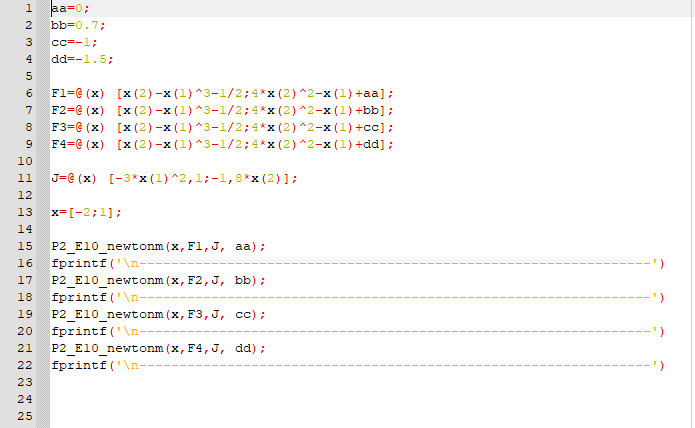 1 aa=0;
2 bb=0.7;
3 cc=-1;
4 dd=-1.5;
5
6 F1=@(x) [x(2)-x(1)^3-1/2;4*x(2)^2-x(1)+aa];
7 F2=@(x) [x(2)-x(1)^3-1/2;4*x(2)^2-x(1)+bb];
8 F3=@(x) [x(2)-x(1)^3-1/2;4*x(2)^2-x(1)+cc];
9 F4=@(x) [x(2)-x(1)^3-1/2;4*x(2)^2-x(1)+dd];
10
11 J=@(x) [-3*x(1)^2,1;-1,8*x(2)];
12
13 x=[-2;1];
14
15 P2_E10_newtonm(x,F1,J, aa);
16 fprintf('\n----------------------------------------------------------------------')
17 P2_E10_newtonm(x,F2,J, bb);
18 fprintf('\n----------------------------------------------------------------------')
19 P2_E10_newtonm(x,F3,J, cc);
20 fprintf('\n----------------------------------------------------------------------')
21 P2_E10_newtonm(x,F4,J, dd);
22 fprintf('\n----------------------------------------------------------------------')
23
24
25